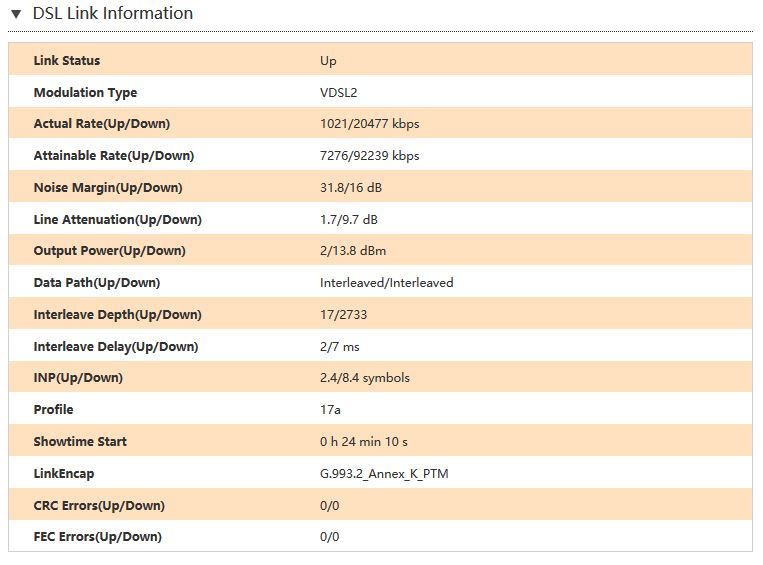 ▼ DSL Link Information
Link Status Up
Modulation Type VDSL2
Actual Rate(Up/Down) 1021/20477 kbps
Attainable Rate(Up/Down) 7276/92239 kbps
Noise Margin(Up/Down) 31.8/16 dB
Line Attenuation(Up/Down) 1.7/9.7 dB
Output Power(Up/Down) 2/13.8 dBm
Data Path(Up/Down) Interleaved/Interleaved
Interleave Depth(Up/Down) 17/2733
Interleave Delay(Up/Down) 2/7 ms
INP(Up/Down) 2.4/8.4 symbols
Profile 17a
Showtime Start 0 h 24 min 10 s
LinkEncap G.993.2_Annex_K_PTM
CRC Errors(Up/Down) 0/0
FEC Errors(Up/Down) 0/0